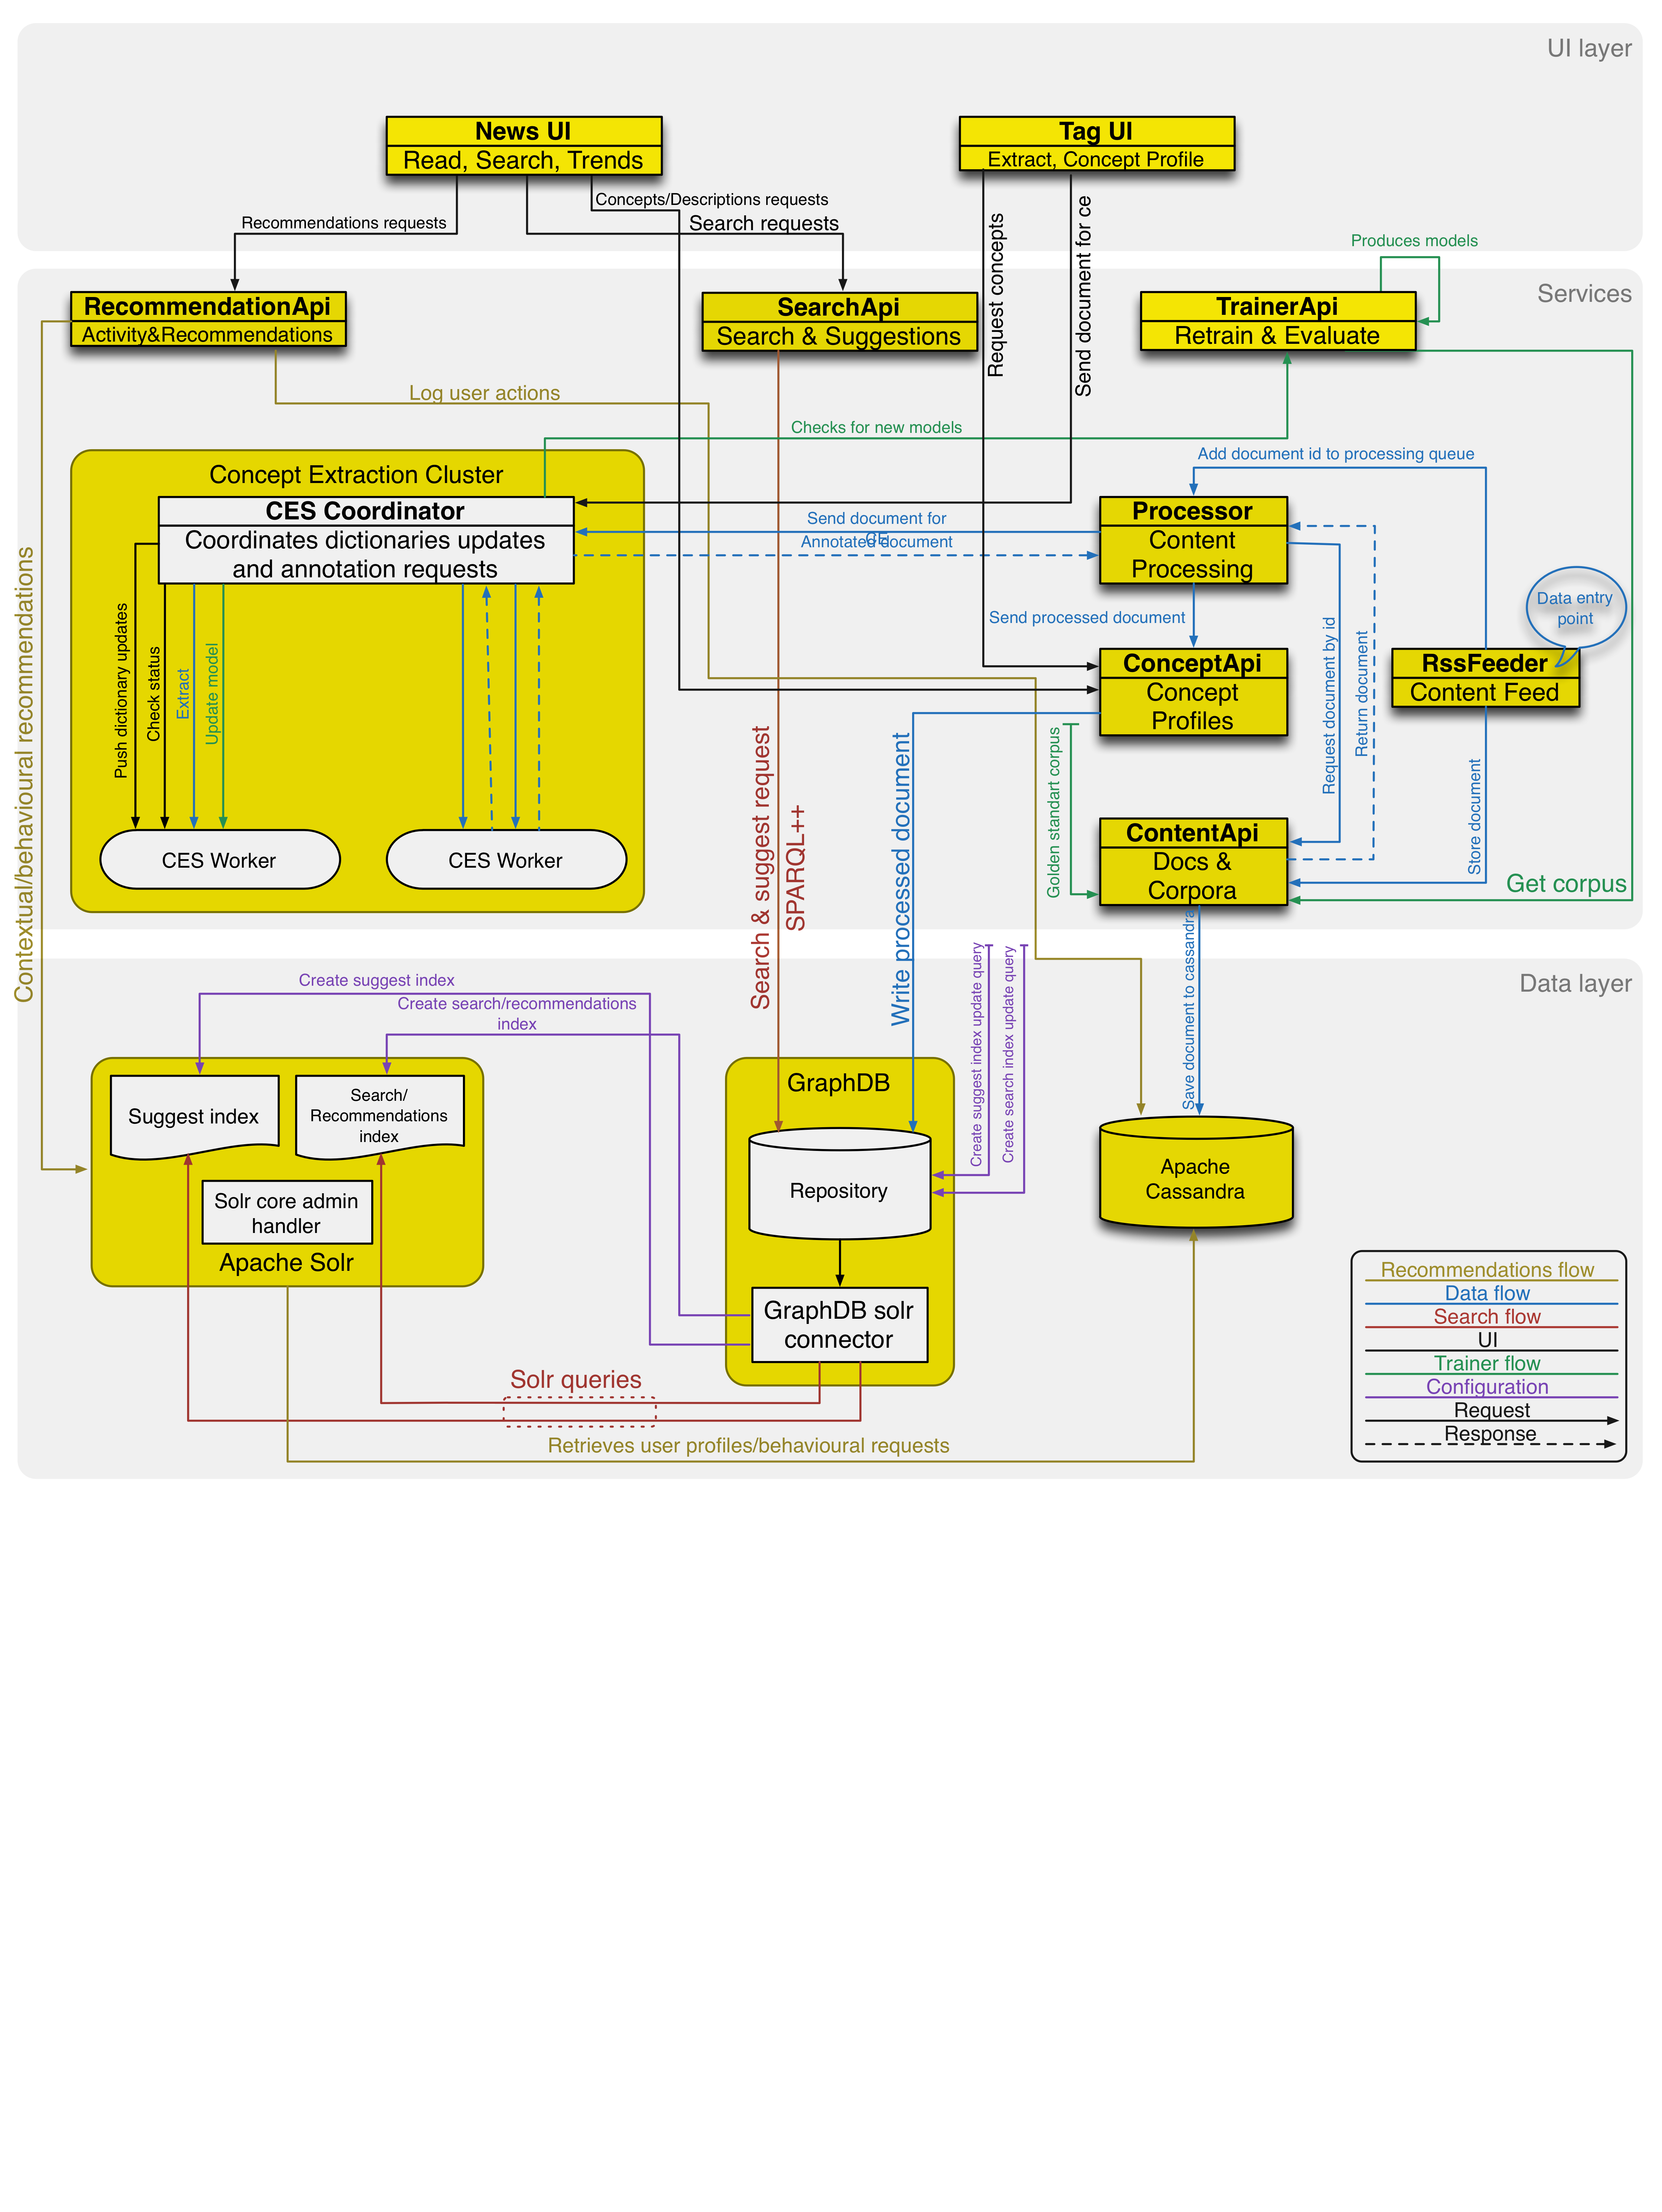 UI layer
News UI
Read, Search, Trends
Tag UI
Extract, Concept Profile
Concepts/Descriptions requests
Recommendations requests
Search requests
Request concepts
Send document for ce
Produces models
Services
RecommendationApi
Activity&Recommendations
SearchApi
Search & Suggestions
TrainerApi
Retrain & Evaluate
Log user actions
Checks for new models
Add document id to processing queue
Concept Extraction Cluster
CES Coordinator
Coordinates dictionaries updates
and annotation requests
Send document for
CE
Annotated document
Processor
Content
Processing
Data entry
point
Send processed document
Push dictionary updates
Check status
Extract
Update model
ConceptApi
Concept
Profiles
Request document by id
Return document
RssFeeder
Content Feed
Contextual/behavioural recommendations
Search & suggest request
SPARQL++
Write processed document
Golden standart corpus
Store document
CES Worker
CES Worker
ContentApi
Docs &
Corpora
Get corpus
Data layer
Create suggest index
Create search/recommendations
index
Create suggest index update query
Create search index update query
Save document to cassandra
Suggest index
Search/
Recommendations
index
GraphDB
Repository
Apache
Cassandra
Solr core admin
handler
Apache Solr
GraphDB solr
connector
Solr queries
Retrieves user profiles/behavioural requests
Recommendations flow
Data flow
Search flow
UI
Trainer flow
Configuration
Request
Response